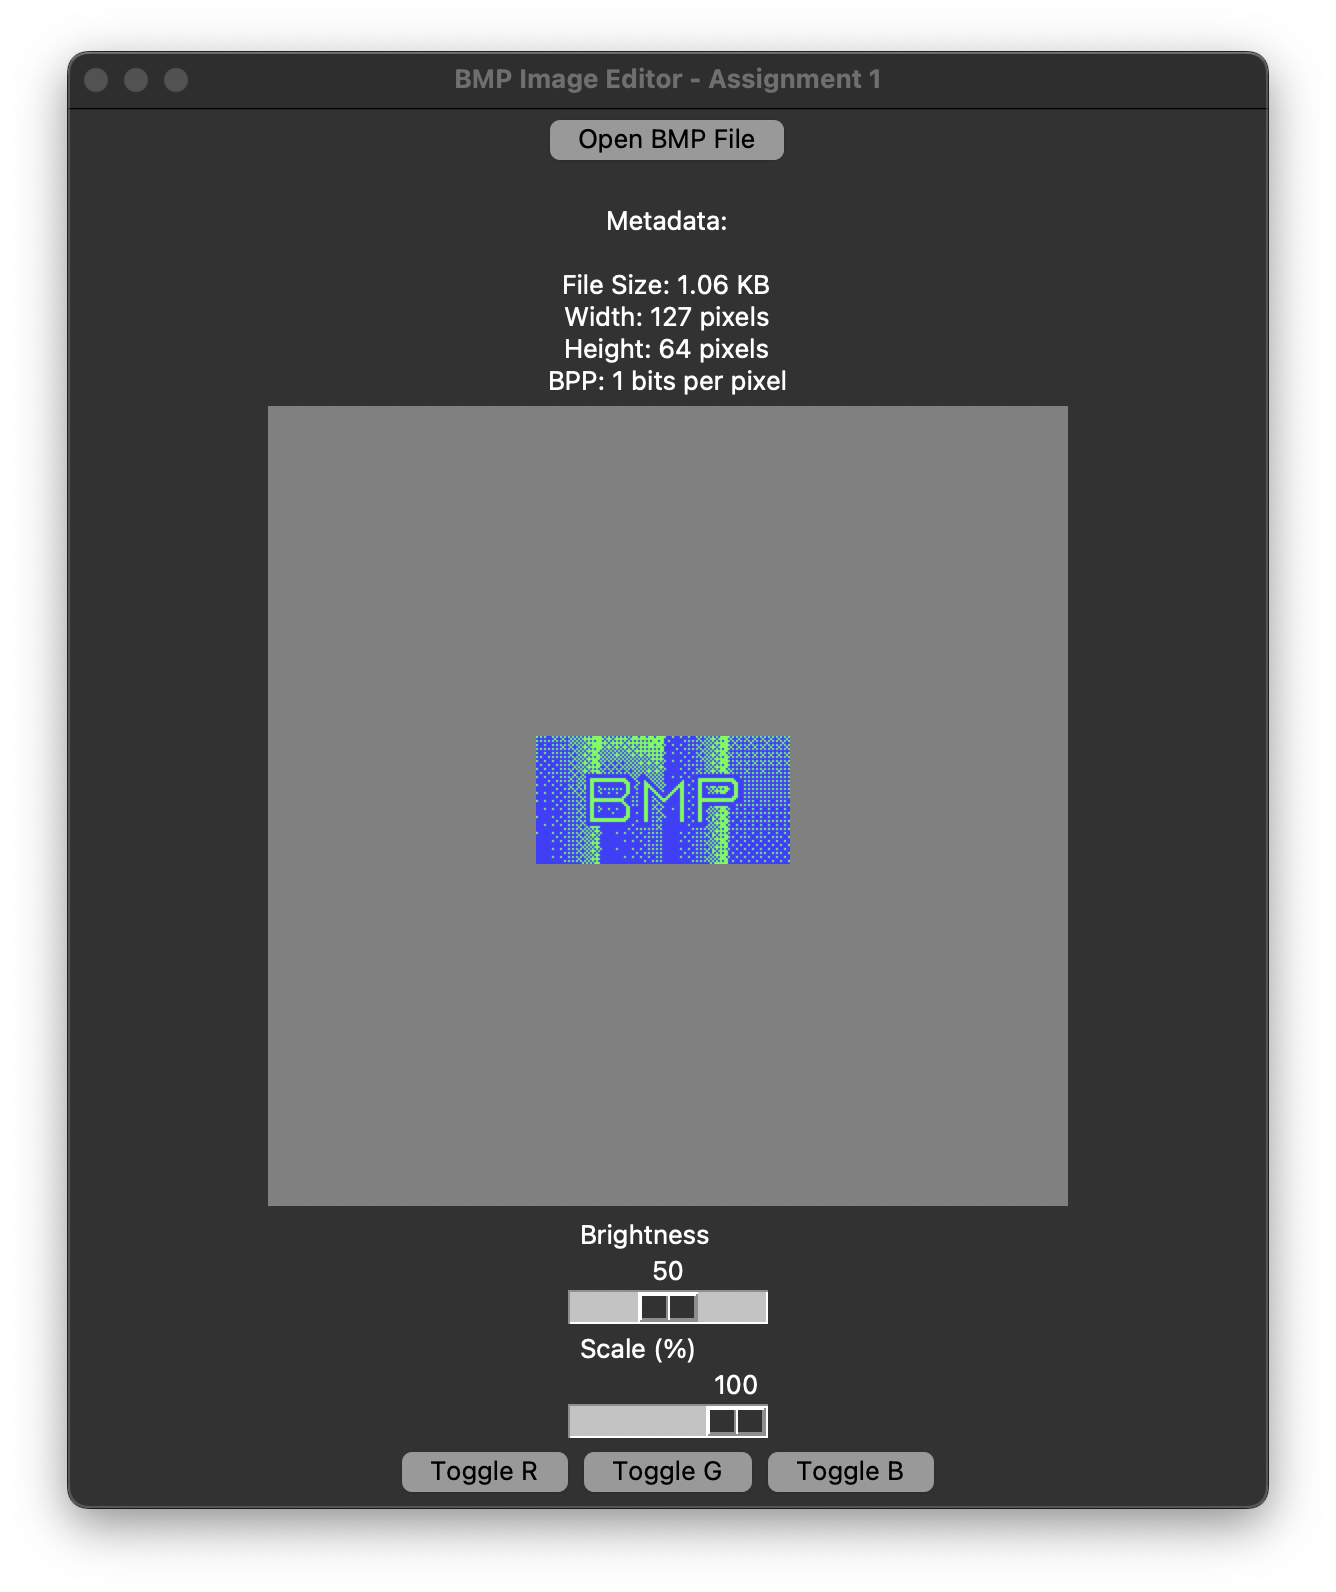 BMP Image Editor - Assignment 1
Open BMP File
Metadata:
File Size: 1.06 KB
Width: 127 pixels
Height: 64 pixels
BPP: 1 bits per pixel
BMP
Brightness
50
Scale (%)
100
Toggle R Toggle G Toggle B